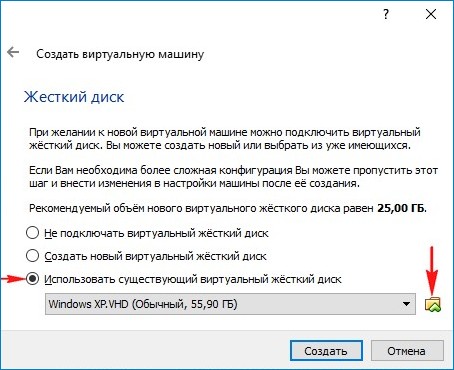 ?
Создать виртуальную машину
Жесткий диск
При желании к новой виртуальной машине можно подключить виртуальный
жёсткий диск. Вы можете создать новый или выбрать из уже имеющихся.
Если Вам необходима более сложная конфигурация Вы можете пропустить этот
шаг и внести изменения в настройки машины после её создания.
Рекомендуемый объём нового виртуального жёсткого диска равен 25,00 ГБ.
Не подключать виртуальный жёсткий диск
Создать новый виртуальный жёсткий диск
Использовать существующий виртуальный жёсткий диск
Windows XP.VHD (Обычный, 55,90 ГБ)
Создать
Отмена